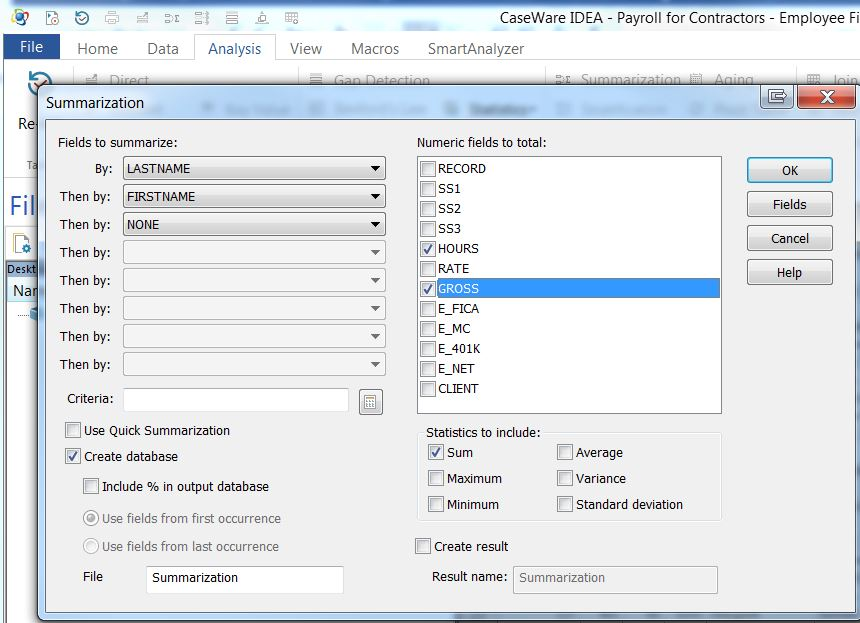 CaseWare IDEA - Payroll for Contractors - Employee Fi
File Home Data Analysis View Macros SmartAnalyzer
Direct Gap Detection Summarization Aging Join
Re-
Ta
Fil
Deskt
Nar
Summarization
Fields to summarize:
By: LASTNAME
Then by: FIRSTNAME
Then by: NONE
Then by:
Then by:
Then by:
Then by:
Then by:
Criteria:
Use Quick Summarization
Create database
Include % in output database
Use fields from first occurrence
Use fields from last occurrence
File Summarization
Numeric fields to total:
RECORD
SS1
SS2
SS3
HOURS
RATE
GROSS
E_FICA
E_MC
E_401K
E_NET
CLIENT
Statistics to include:
Sum Average
Maximum Variance
Minimum Standard deviation
Create result
Result name: Summarization
OK
Fields
Cancel
Help